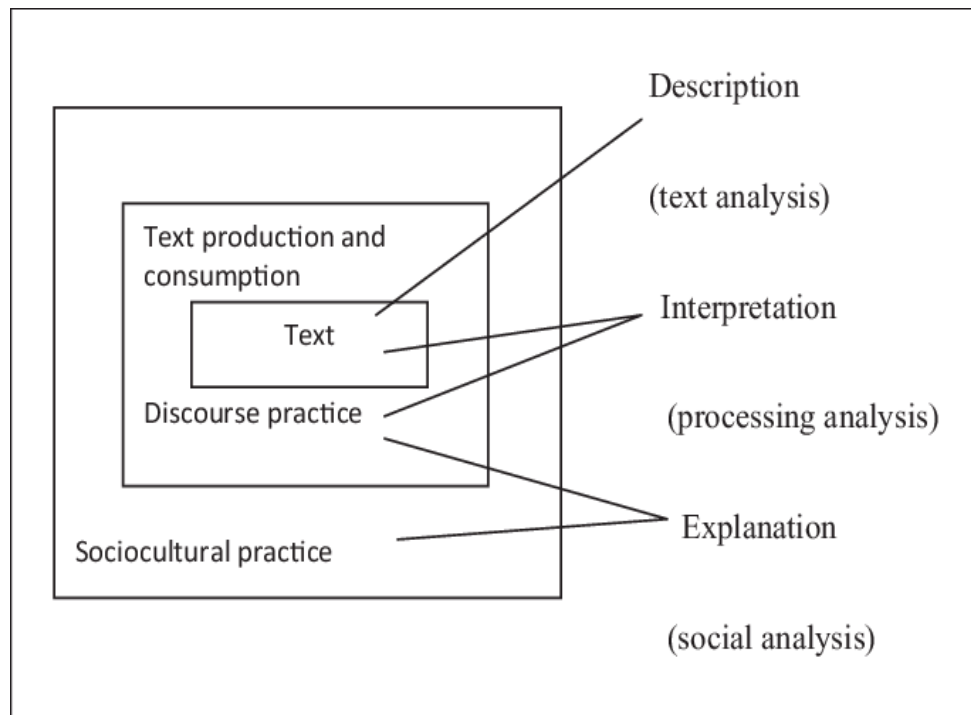 Description
(text analysis)
Text production and
consumption
Text
Interpretation
Discourse practice
(processing analysis)
Explanation
Sociocultural practice
(social analysis)